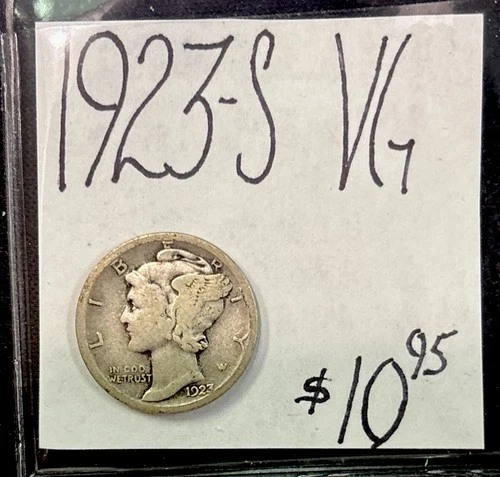 1923-S VG
LIBERTY
IN GOD
WE TRUST
1923
$10 95